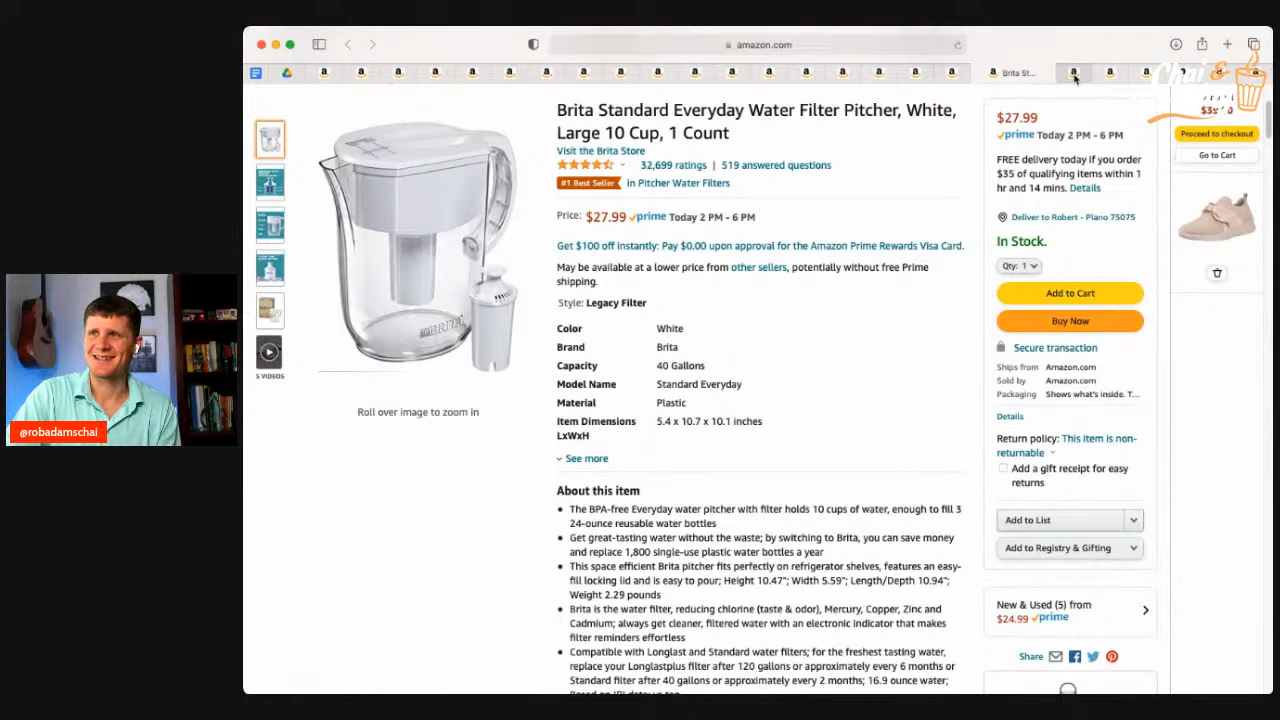 amazon.com
Brita St...
Chai &
Brita Standard Everyday Water Filter Pitcher, White,
Large 10 Cup, 1 Count
Visit the Brita Store
32,699 ratings | 519 answered questions
#1 Best Seller in Pitcher Water Filters
Price: $27.99 prime Today 2 PM - 6 PM
Get $100 off instantly: Pay $0.00 upon approval for the Amazon Prime Rewards Visa Card.
May be available at a lower price from other sellers, potentially without free Prime
shipping.
Style: Legacy Filter
Color White
Brand Brita
Capacity 40 Gallons
Model Name Standard Everyday
Material Plastic
Item Dimensions 5.4 x 10.7 x 10.1 inches
LxWxH
See more
About this item
• The BPA-free Everyday water pitcher with filter holds 10 cups of water, enough to fill 3
24-ounce reusable water bottles
• Get great-tasting water without the waste; by switching to Brita, you can save money
and replace 1,800 single-use plastic water bottles a year
• This space efficient Brita pitcher fits perfectly on refrigerator shelves, features an easy-
fill locking lid and is easy to pour; Height 10.47"; Width 5.59"; Length/Depth 10.94";
Weight 2.29 pounds
• Brita is the water filter, reducing chlorine (taste & odor), Mercury, Copper, Zinc and
Cadmium; always get cleaner, filtered water with an electronic indicator that makes
filter reminders effortless
• Compatible with Longlast and Standard water filters; for the freshest tasting water,
replace your Longlastplus filter after 120 gallons or approximately every 6 months or
Standard filter after 40 gallons or approximately every 2 months; 16.9 ounce water;
BRITA
5 VIDEOS
Roll over image to zoom in
@robadamschai
$27.99
prime Today 2 PM - 6 PM
FREE delivery today if you order
$35 of qualifying items within 1
hr and 14 mins. Details
Deliver to Robert - Plano 75075
In Stock.
Qty: 1
Add to Cart
Buy Now
Secure transaction
Ships from Amazon.com
Sold by Amazon.com
Packaging Shows what's inside. T...
Details
Return policy: This item is non-
returnable
Add a gift receipt for easy
returns
Add to List
Add to Registry & Gifting
New & Used (5) from
$24.99 prime
Share
Proceed to checkout
Go to Cart